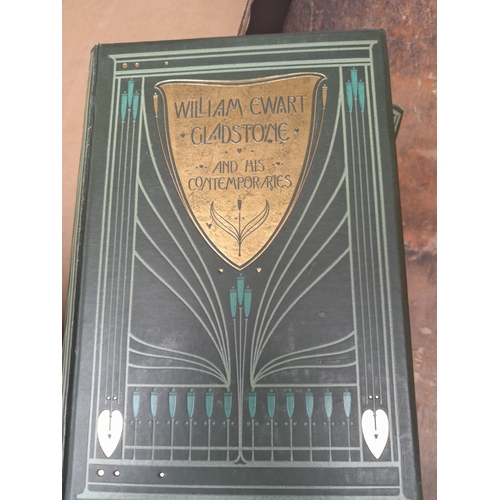 WILLIAM EWART
GLADSTONE
AND HIS
CONTEMPORARIES